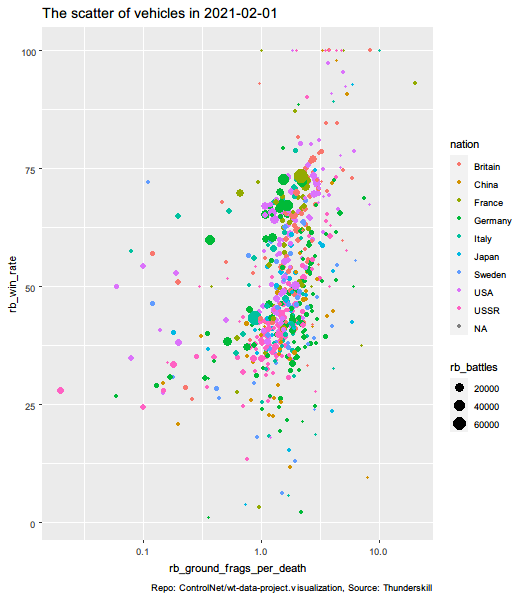 The scatter of vehicles in 2021-02-01
100
75
50
25
0
rb_win_rate
0.1
1.0
10.0
rb_ground_frags_per_death
nation
Britain
China
France
Germany
Italy
Japan
Sweden
USA
USSR
NA
rb_battles
20000
40000
60000
Repo: ControlNet/wt-data-project.visualization, Source: Thunderskill